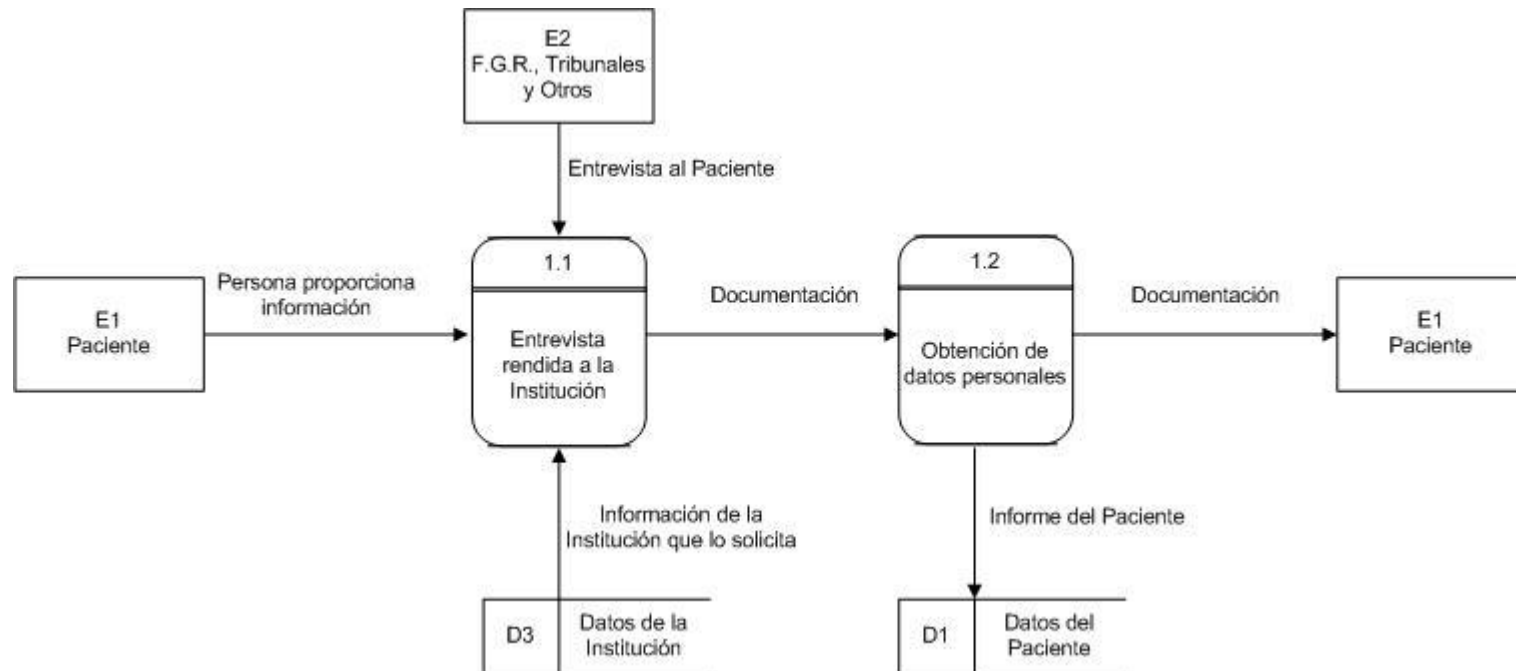 E2
F.G.R., Tribunales
y Otros
Entrevista al Paciente
E1
Paciente
Persona proporciona
información
1.1
Entrevista
rendida a la
Institución
Documentación
1.2
Obtención de
datos personales
Documentación
E1
Paciente
Información de la
Institución que lo solicita
Informe del Paciente
D3
Datos de la
Institución
D1
Datos del
Paciente